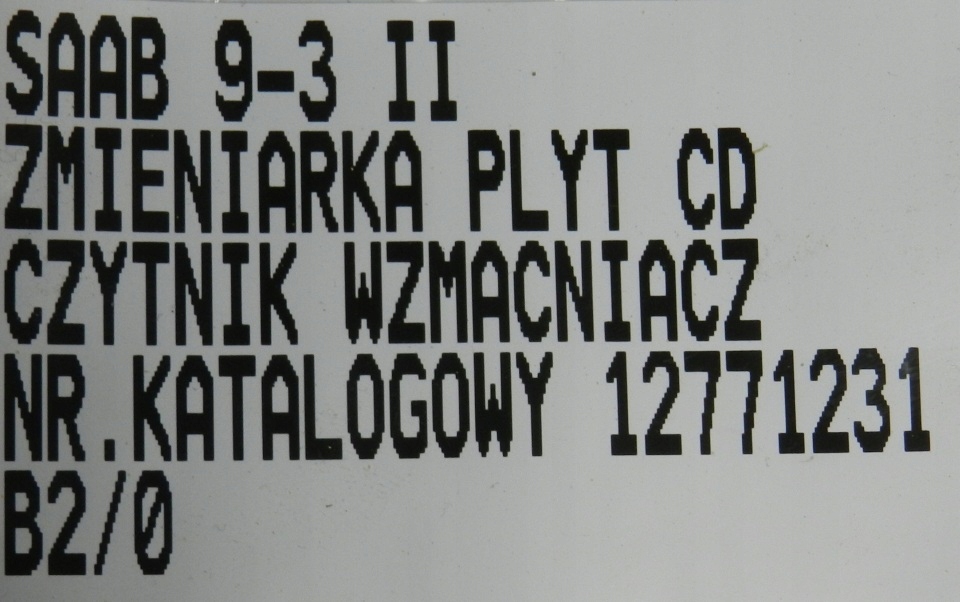 SAAB 9-3 II
ZMIENIARKA PLYT CD
CZYTNIK WZMACNIACZ
NR.KATALOGOWY 12771231
B2/0